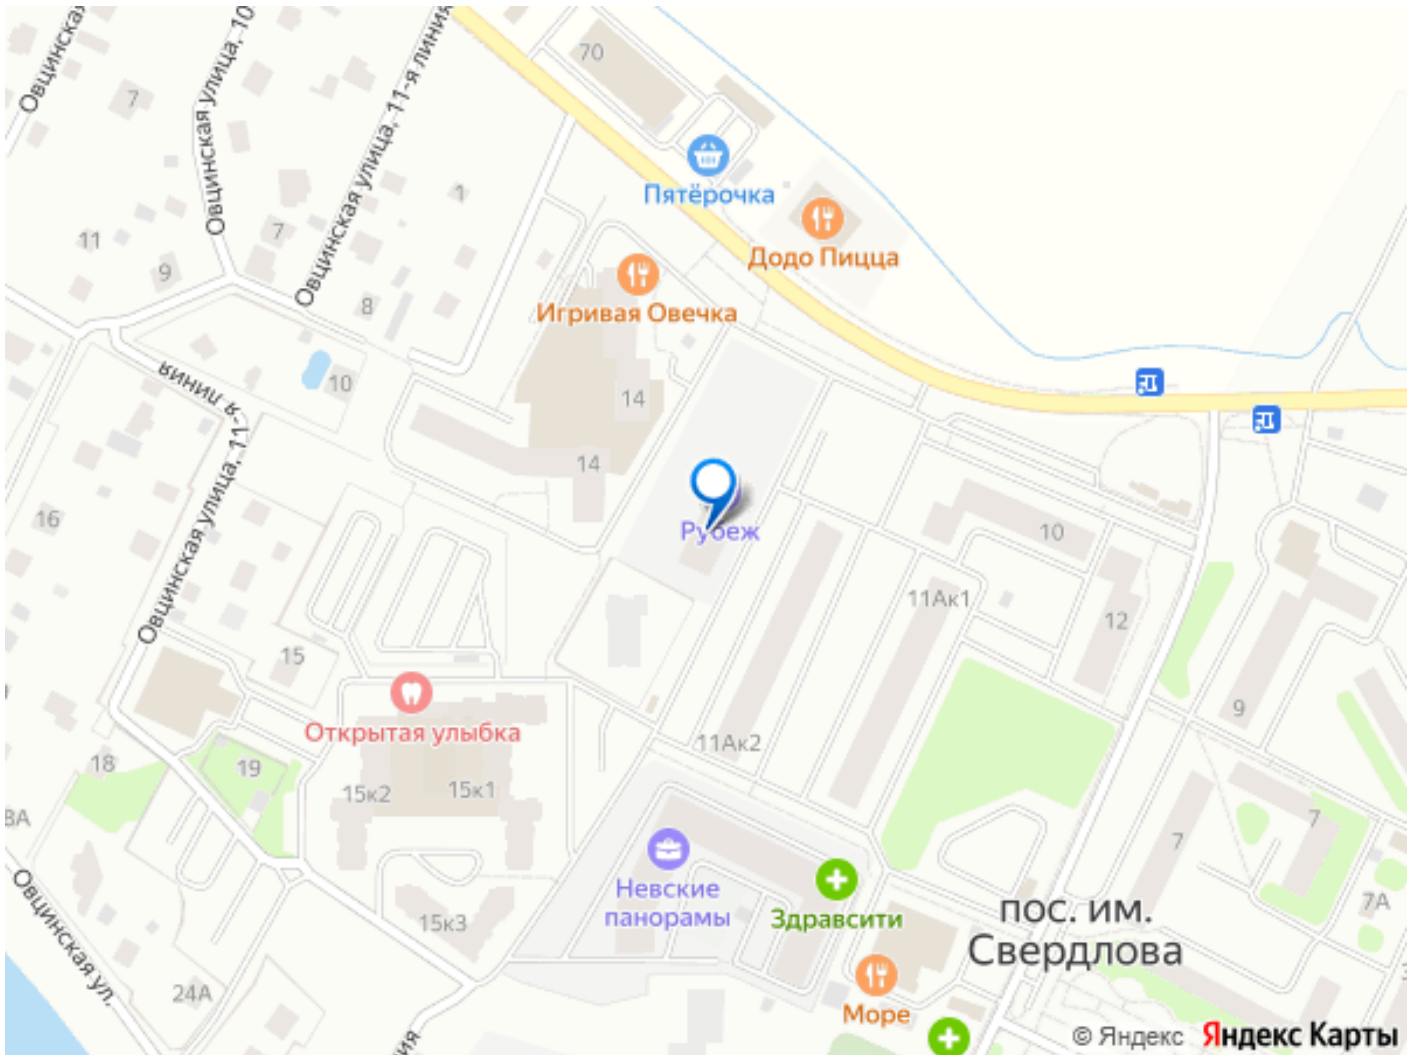 Овцинская
Овцинская улица, 10
Овцинская улица, 11-я линия
70
7
Пятёрочка
1
Додо Пицца
7
11
9
8
Игривая Овечка
10
14
14
Овцинская улица, 11-я линия
16
Рубеж
10
11Ак1
12
15
9
Открытая улыбка
11Ак2
18
19
15к2
15к1
8А
7
7
Невские
панорамы
Здравсити
7А
15к3
пос. им.
Свердлова
Овцинская ул.
24А
Море
ия
© Яндекс Яндекс Карты